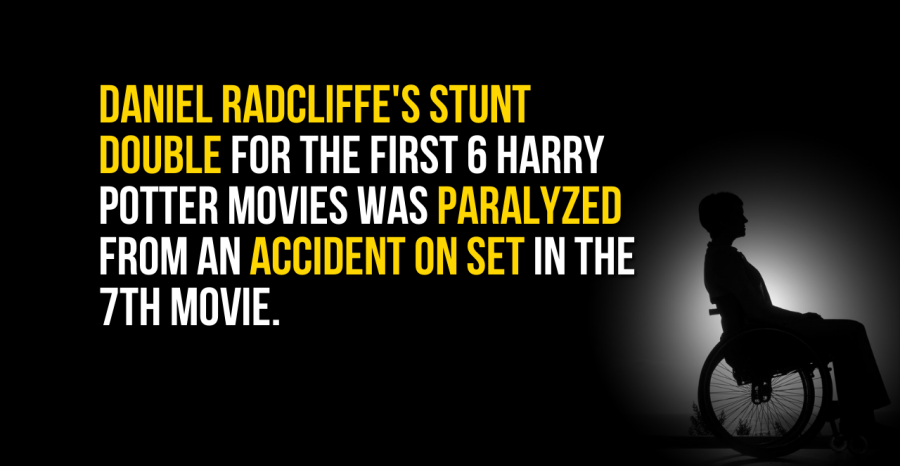 DANIEL RADCLIFFE'S STUNT
DOUBLE FOR THE FIRST 6 HARRY
POTTER MOVIES WAS PARALYZED
FROM AN ACCIDENT ON SET IN THE
7TH MOVIE.